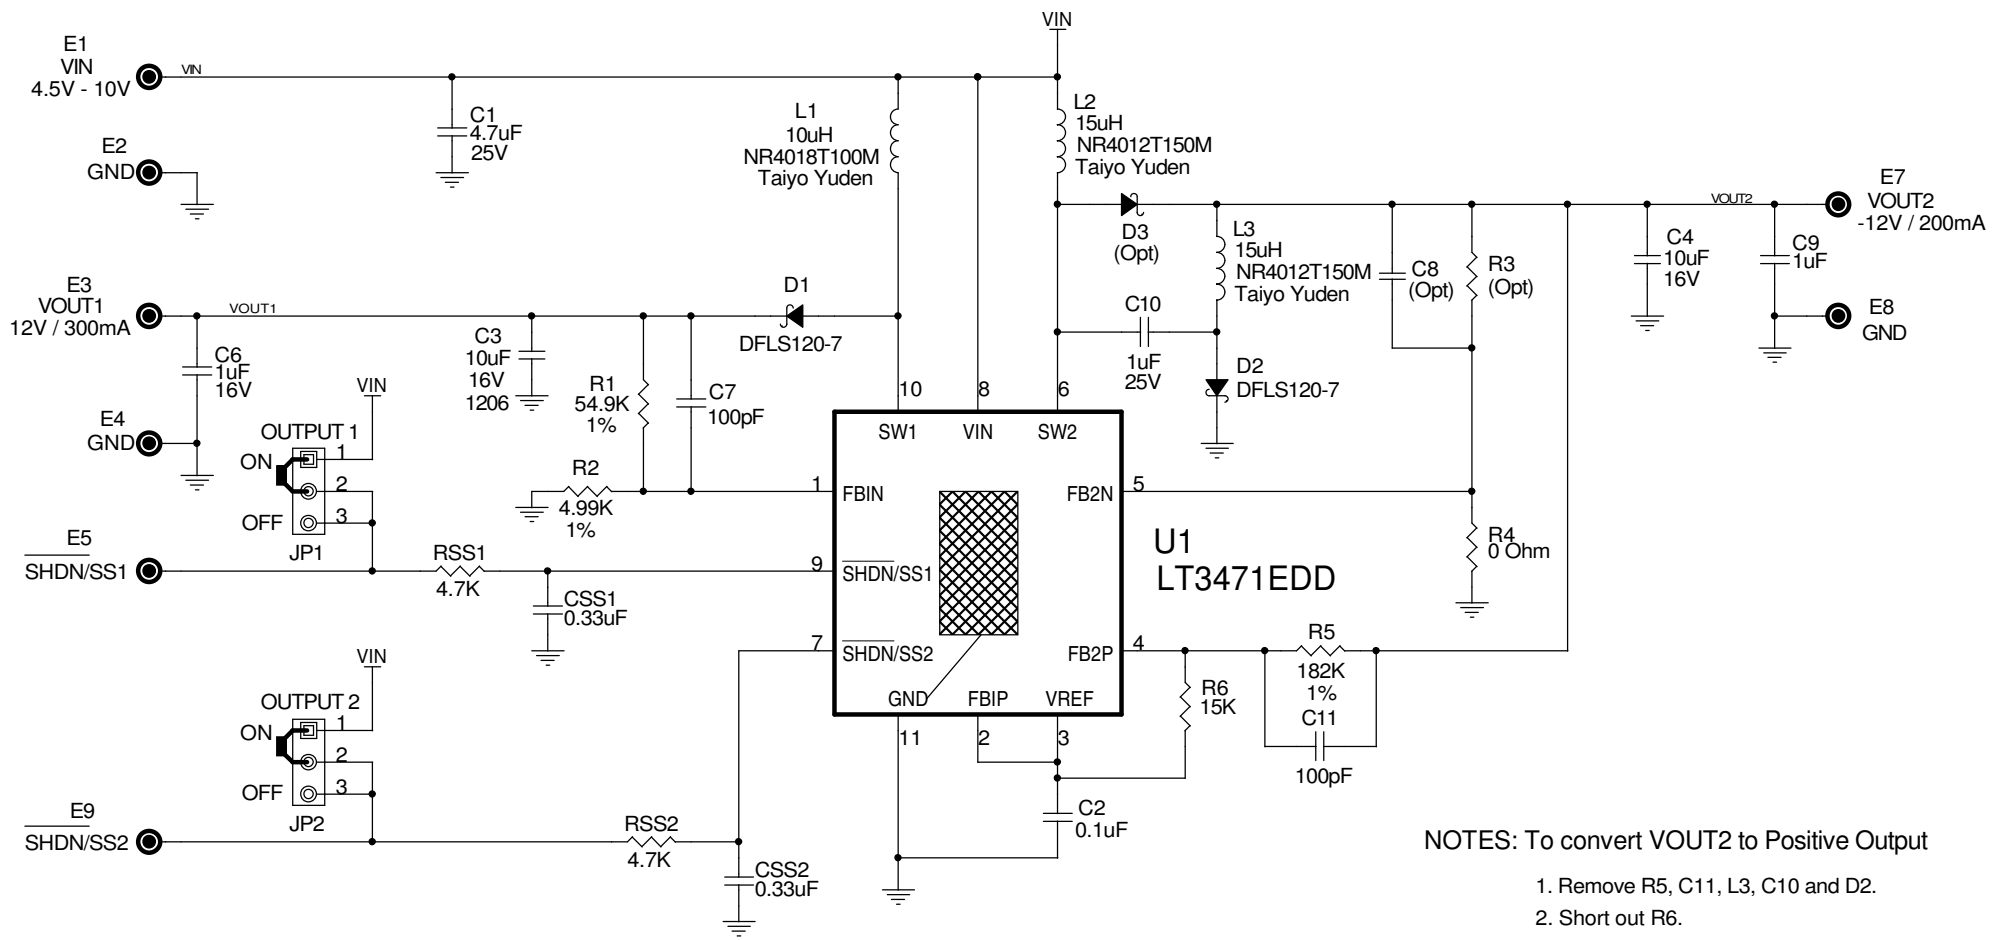 VIN
E1
VIN
4.5V - 10V
VIN
E2
GND
C1
4.7uF
25V
L1
10uH
NR4018T100M
Taiyo Yuden
L2
15uH
NR4012T150M
Taiyo Yuden
E7
VOUT2
-12V / 200mA
VOUT2
D3
(Opt)
L3
15uH
NR4012T150M
Taiyo Yuden
C8
(Opt)
R3
(Opt)
C4
10uF
16V
C9
1uF
E8
GND
E3
VOUT1
12V / 300mA
VOUT1
D1
DFLS120-7
C10
1uF
25V
D2
DFLS120-7
C6
1uF
16V
C3
10uF
16V
1206
R1
54.9K
1%
C7
100pF
E4
GND
VIN
OUTPUT 1
ON
1
2
OFF
3
JP1
R2
4.99K
1%
10
8
6
SW1
VIN
SW2
1
FBIN
FB2N
5
R4
0 Ohm
U1
LT3471EDD
E5
SHDN/SS1
RSS1
4.7K
9
SHDN/SS1
CSS1
0.33uF
7
SHDN/SS2
FB2P
4
R5
182K
1%
C11
100pF
R6
15K
GND
FBIP
VREF
11
2
3
C2
0.1uF
VIN
OUTPUT 2
ON
1
2
OFF
3
JP2
E9
SHDN/SS2
RSS2
4.7K
CSS2
0.33uF
NOTES: To convert VOUT2 to Positive Output
1. Remove R5, C11, L3, C10 and D2.
2. Short out R6.